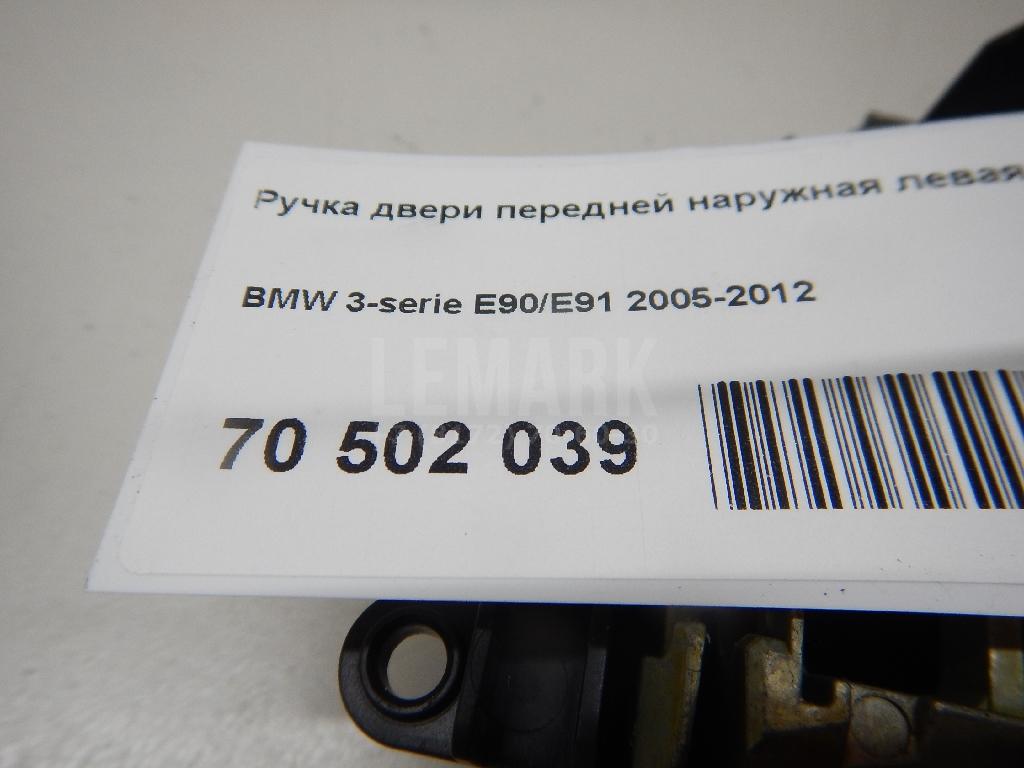 Ручка двери передней наружная левая
BMW 3-serie E90/E91 2005-2012
LEMARK
70 502 039